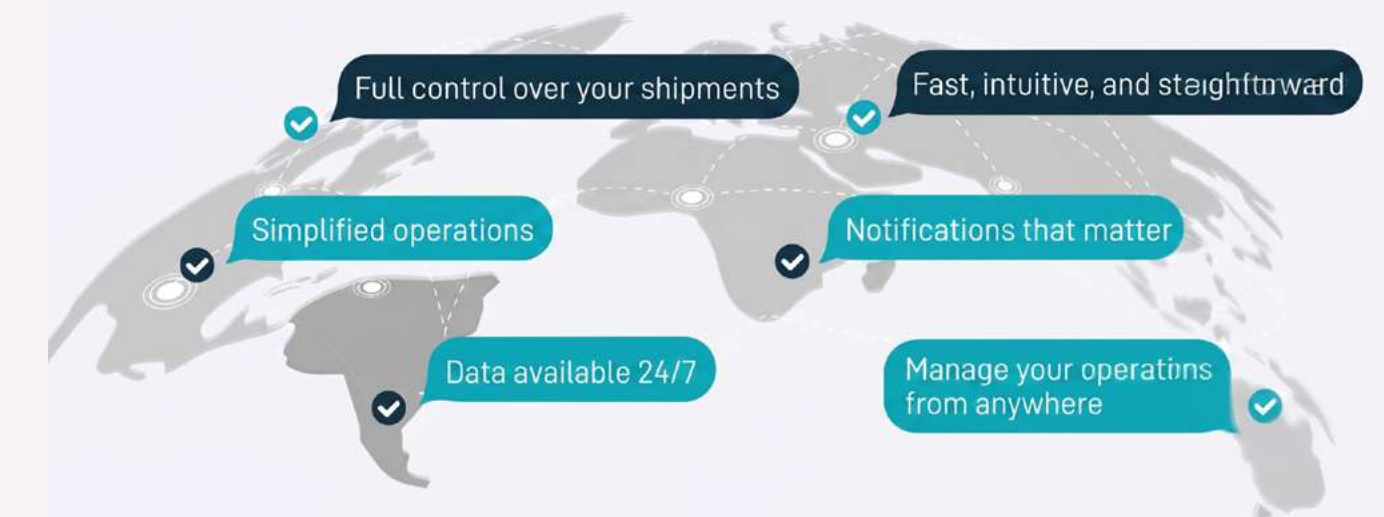 Full control over your shipments
Fast, intuitive, and staightforward
Simplified operations
Notifications that matter
Data available 24/7
Manage your operatins
from anywhere